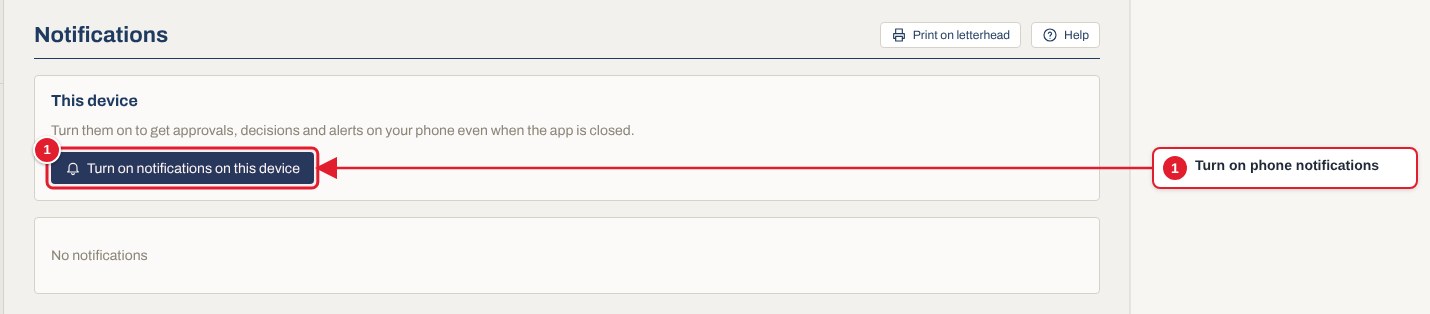 Notifications
Print on letterhead
Help
This device
Turn them on to get approvals, decisions and alerts on your phone even when the app is closed.
1
Turn on notifications on this device
1 Turn on phone notifications
No notifications